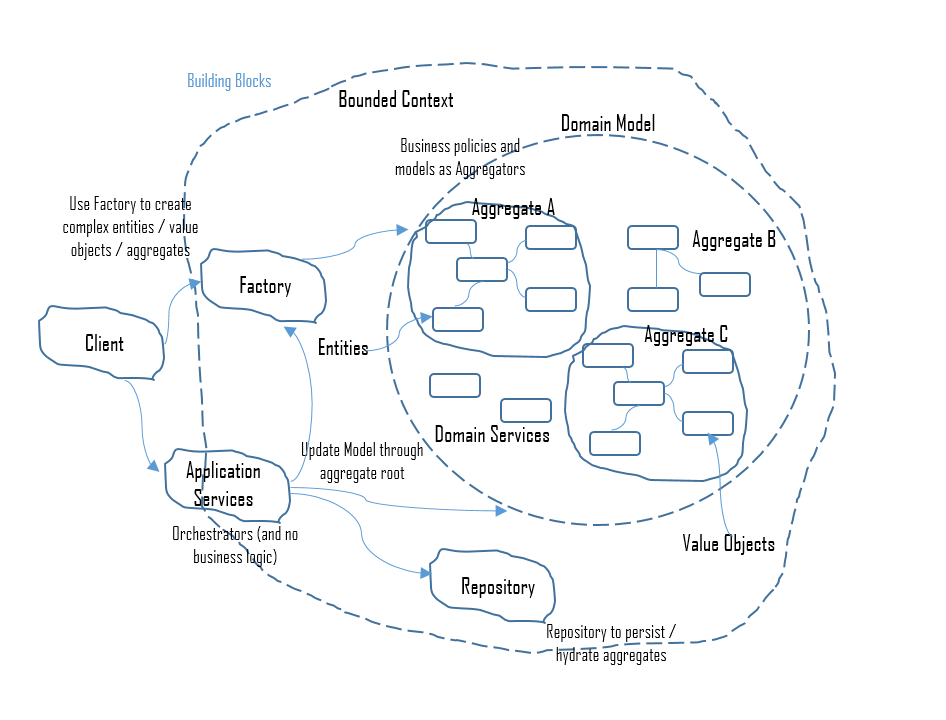 Building Blocks
Bounded Context
Domain Model
Business policies and
models as Aggregators
Use Factory to create
complex entities / value
objects / aggregates
Aggregate A
Aggregate B
Factory
Client
Entities
Aggregate C
Domain Services
Update Model through
aggregate root
Application
Services
Orchestrators (and no
business logic)
Value Objects
Repository
Repository to persist /
hydrate aggregates